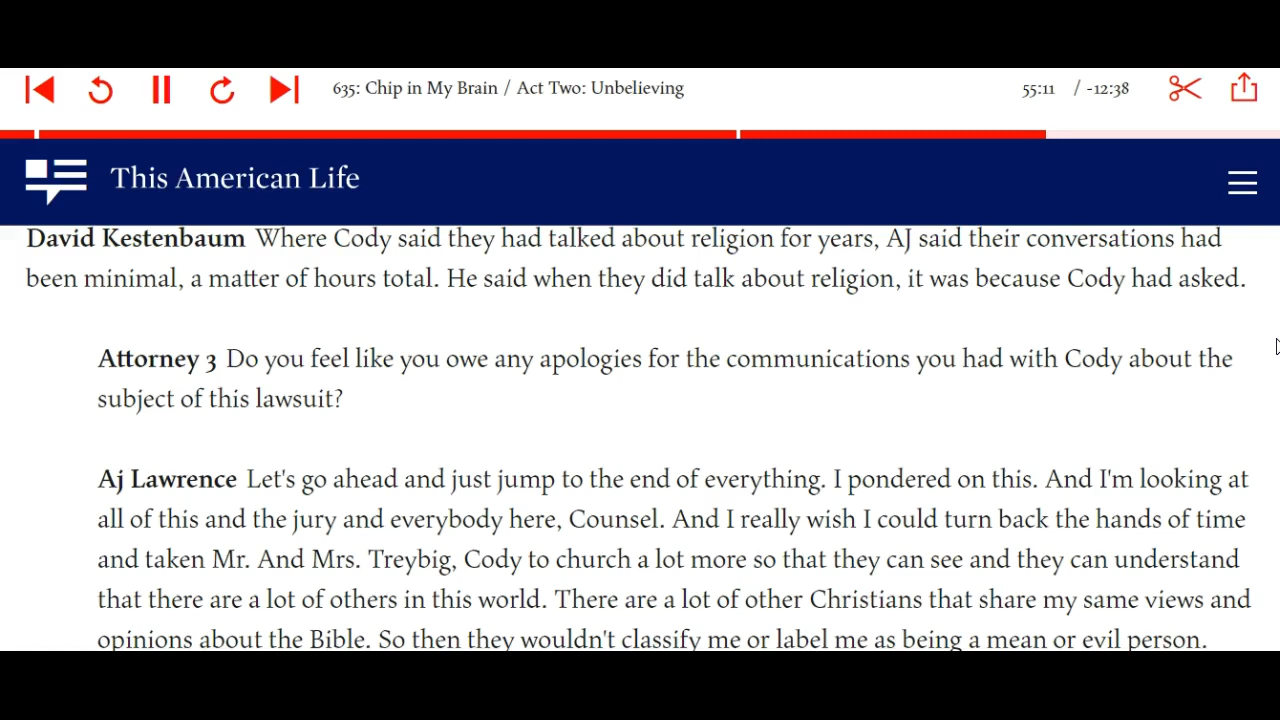 635: Chip in My Brain / Act Two: Unbelieving 55:11 / -12:38
This American Life
David Kestenbaum Where Cody said they had talked about religion for years, AJ said their conversations had
been minimal, a matter of hours total. He said when they did talk about religion, it was because Cody had asked.
Attorney 3 Do you feel like you owe any apologies for the communications you had with Cody about the
subject of this lawsuit?
Aj Lawrence Let's go ahead and just jump to the end of everything. I pondered on this. And I'm looking at
all of this and the jury and everybody here, Counsel. And I really wish I could turn back the hands of time
and taken Mr. And Mrs. Treybig, Cody to church a lot more so that they can see and they can understand
that there are a lot of others in this world. There are a lot of other Christians that share my same views and
opinions about the Bible. So then they wouldn't classify me or label me as being a mean or evil person.